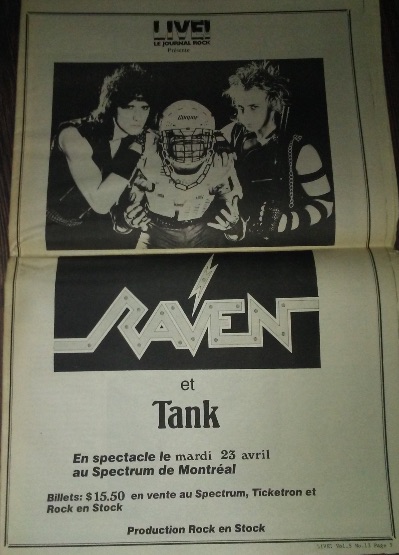 LIVE!
LE JOURNAL ROCK
Présente
Cooper
RAVEN
et
Tank
En spectacle le mardi 23 avril
au Spectrum de Montréal
Billets: $15.50 en vente au Spectrum, Ticketron et
Rock en Stock
Production Rock en Stock